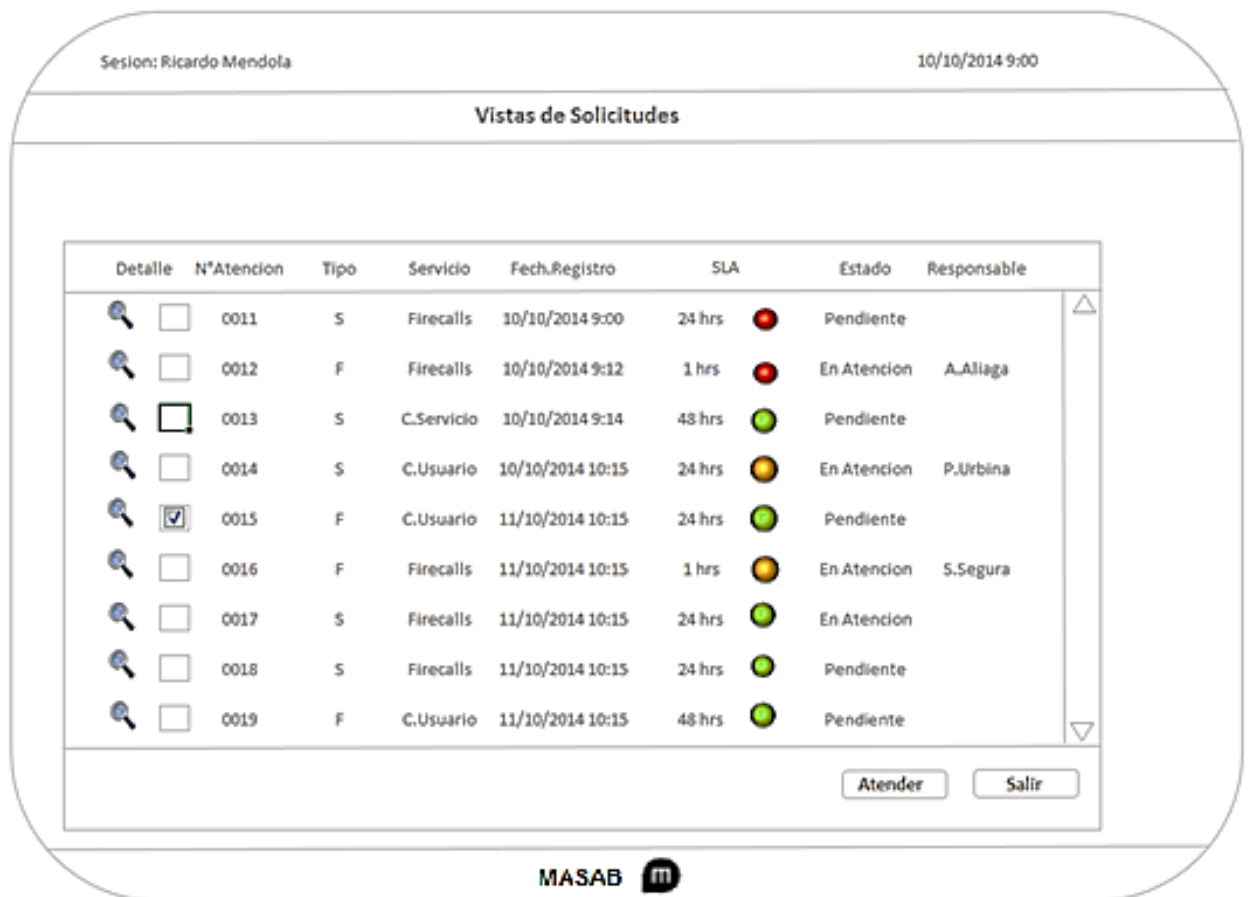 Sesion: Ricardo Mendola 10/10/2014 9:00
Vistas de Solicitudes
Detalle N°Atencion Tipo Servicio Fech.Registro SLA Estado Responsable
0011 S Firecalls 10/10/2014 9:00 24 hrs Pendiente
0012 F Firecalls 10/10/2014 9:12 1 hrs En Atencion A.Aliaga
0013 S C.Servicio 10/10/2014 9:14 48 hrs Pendiente
0014 S C.Usuario 10/10/2014 10:15 24 hrs En Atencion P.Urbina
0015 F C.Usuario 11/10/2014 10:15 24 hrs Pendiente
0016 F Firecalls 11/10/2014 10:15 1 hrs En Atencion S.Segura
0017 S Firecalls 11/10/2014 10:15 24 hrs En Atencion
0018 S Firecalls 11/10/2014 10:15 24 hrs Pendiente
0019 F C.Usuario 11/10/2014 10:15 48 hrs Pendiente
Atender Salir
MASAB m